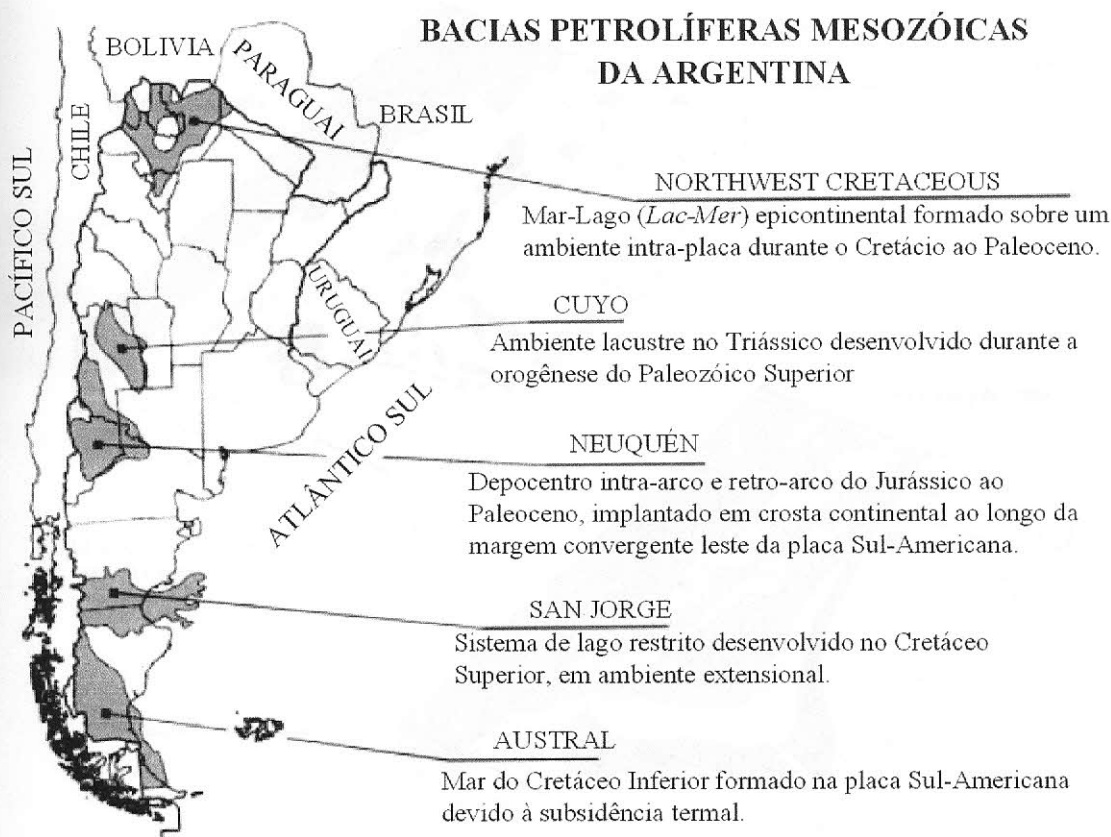 BACIAS PETROLÍFERAS MESOZÓICAS
DA ARGENTINA
BOLIVIA
PARAGUAI
BRASIL
CHILE
PACÍFICO SUL
URUGUAI
ATLÂNTICO SUL
NORTHWEST CRETACEOUS
Mar-Lago (Lac-Mer) epicontinental formado sobre um
ambiente intra-placa durante o Cretácio ao Paleoceno.
CUYO
Ambiente lacustre no Triássico desenvolvido durante a
orogênese do Paleozóico Superior
NEUQUÉN
Depocentro intra-arco e retro-arco do Jurássico ao
Paleoceno, implantado em crosta continental ao longo da
margem convergente leste da placa Sul-Americana.
SAN JORGE
Sistema de lago restrito desenvolvido no Cretáceo
Superior, em ambiente extensional.
AUSTRAL
Mar do Cretáceo Inferior formado na placa Sul-Americana
devido à subsidência termal.